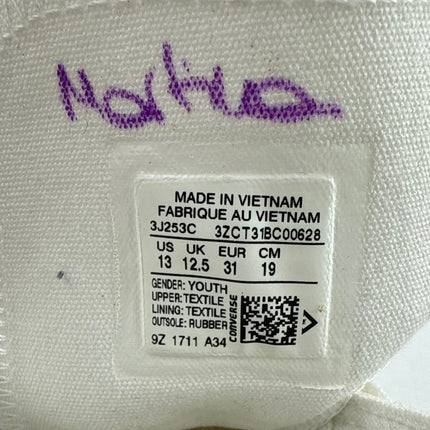 Martina
MADE IN VIETNAM
FABRIQUE AU VIETNAM
3J253C 3ZCT31BC00628
US UK EUR CM
13 12.5 31 19
GENDER: YOUTH
UPPER: TEXTILE
LINING: TEXTILE
OUTSOLE: RUBBER
9Z 1711 A34
CONVERSE